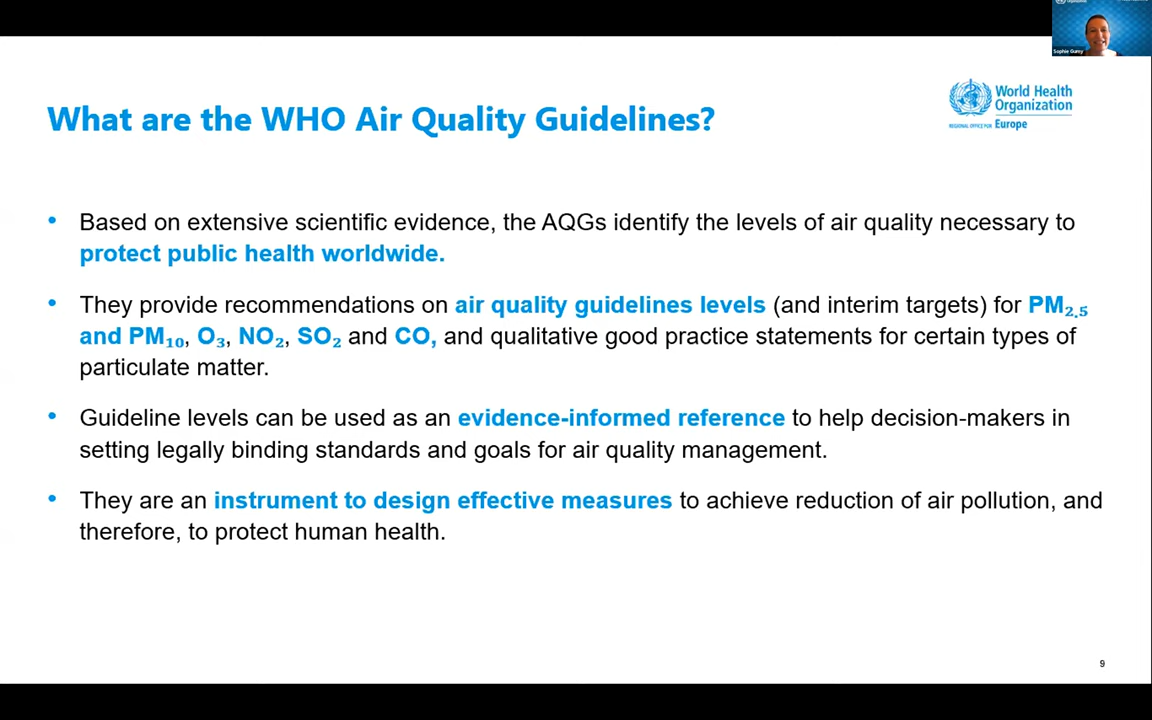 Sophie Gumy
What are the WHO Air Quality Guidelines?
World Health
Organization
REGIONAL OFFICE FOR Europe
• Based on extensive scientific evidence, the AQGs identify the levels of air quality necessary to
protect public health worldwide.
• They provide recommendations on air quality guidelines levels (and interim targets) for PM₂.₅
and PM₁₀, O₃, NO₂, SO₂ and CO, and qualitative good practice statements for certain types of
particulate matter.
• Guideline levels can be used as an evidence-informed reference to help decision-makers in
setting legally binding standards and goals for air quality management.
• They are an instrument to design effective measures to achieve reduction of air pollution, and
therefore, to protect human health.
9